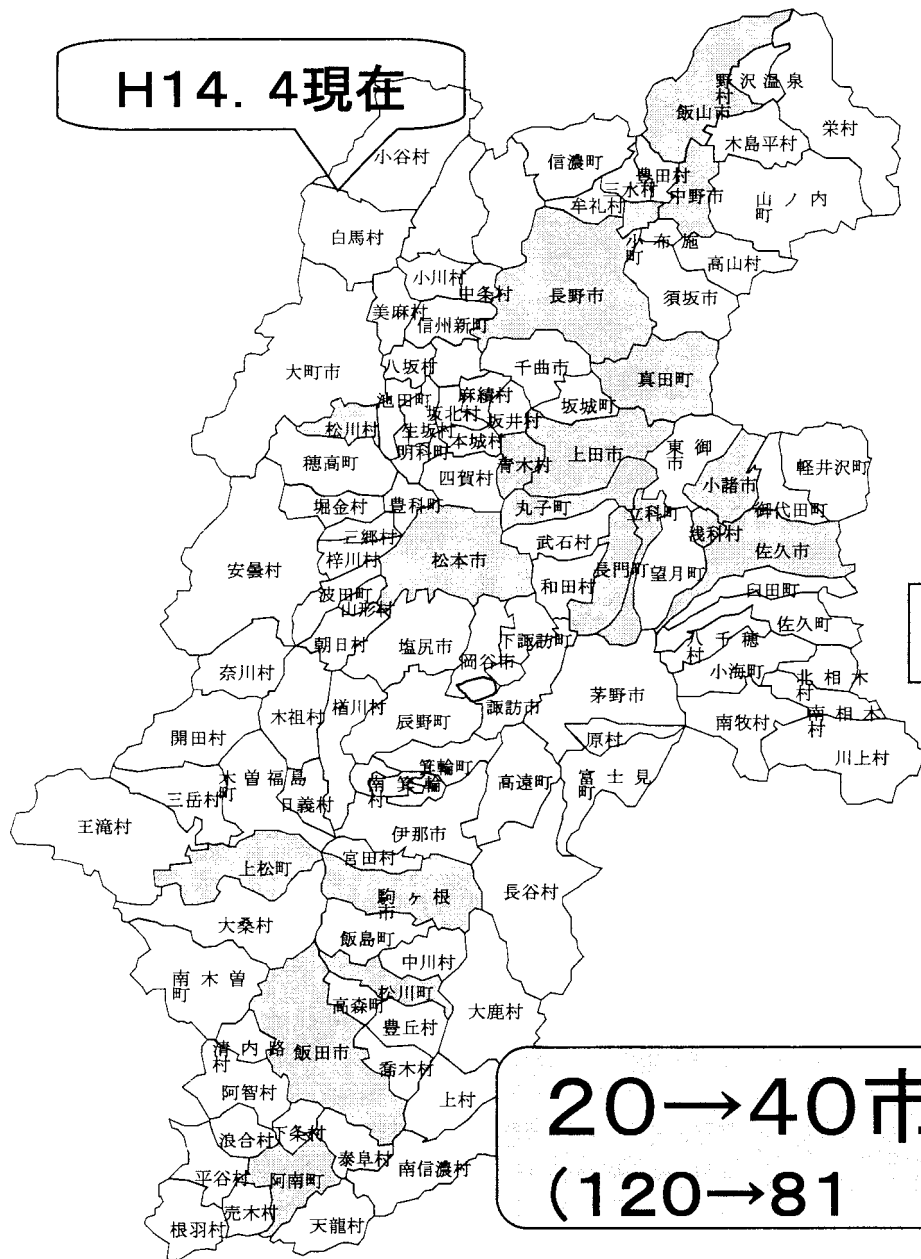 H14. 4現在
野沢温泉
村
飯山市
栄村
小谷村
信濃町
木島平村
豊田村
三水村
中野市
山ノ内
町
牟礼村
白馬村
小布施
町
高山村
小川村
中条村
長野市
須坂市
美麻村
信州新町
八坂村
千曲市
大町市
真田町
池田町
麻績村
坂北村
坂井村
坂城町
松川村
生坂村
本城村
上田市
東御
市
明科町
青木村
軽井沢町
穂高町
四賀村
小諸市
堀金村
豊科町
丸子町
立科町
御代田町
三郷村
浅科村
武石村
松本市
佐久市
安曇村
梓川村
長門町
望月町
和田村
波田町
臼田町
山形村
佐久町
朝日村
塩尻市
下諏訪町
八千穂
村
岡谷市
奈川村
小海町
北相木
村
茅野市
木祖村
楢川村
諏訪市
辰野町
南牧村
南相木
村
開田村
原村
川上村
箕輪町
木曽福島
町
南箕輪
村
高遠町
富士見
町
三岳村
日義村
王滝村
伊那市
宮田村
上松町
駒ヶ根
市
長谷村
大桑村
飯島町
中川村
南木曽
町
松川町
高森町
大鹿村
豊丘村
清内路
村
飯田市
喬木村
阿智村
上村
下条村
浪合村
泰阜村
南信濃村
平谷村
阿南町
売木村
根羽村
天龍村
20→40市
(120→81